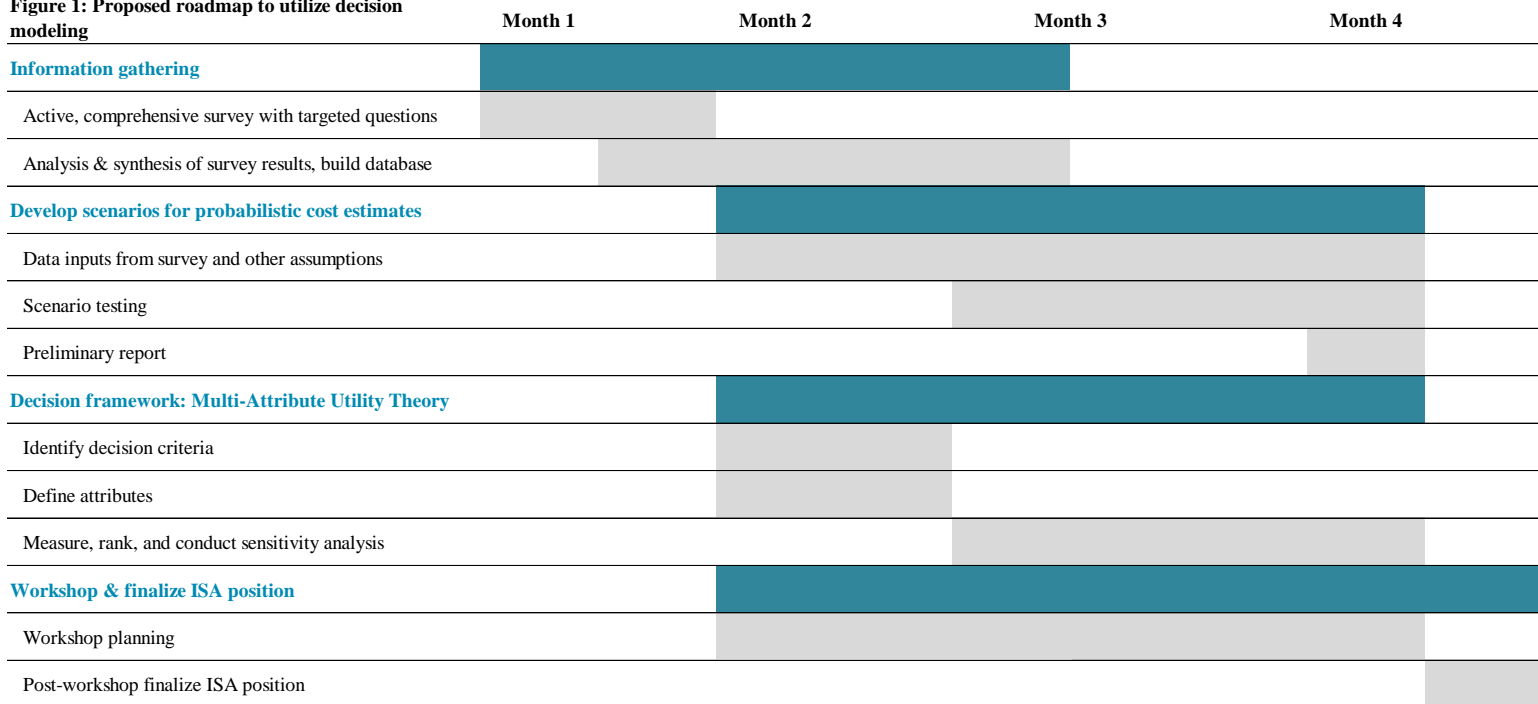 Figure 1: Proposed roadmap to utilize decision
modeling
Month 1 Month 2 Month 3 Month 4
Information gathering
Active, comprehensive survey with targeted questions
Analysis & synthesis of survey results, build database
Develop scenarios for probabilistic cost estimates
Data inputs from survey and other assumptions
Scenario testing
Preliminary report
Decision framework: Multi-Attribute Utility Theory
Identify decision criteria
Define attributes
Measure, rank, and conduct sensitivity analysis
Workshop & finalize ISA position
Workshop planning
Post-workshop finalize ISA position